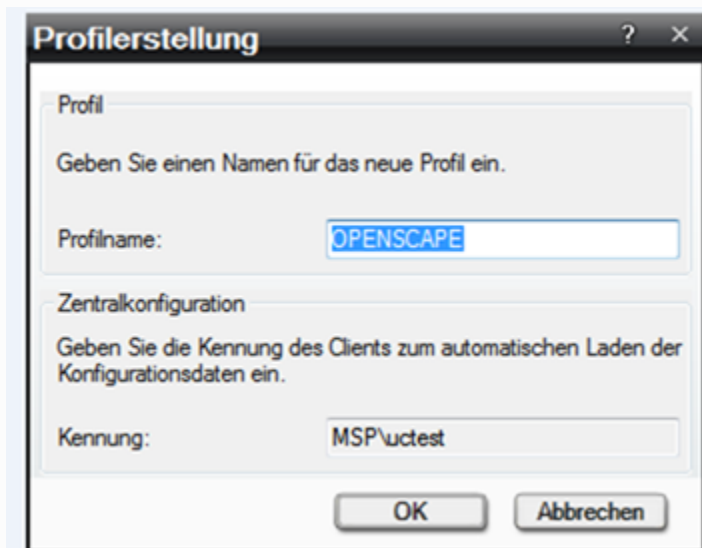 Profilerstellung
? ×
Profil
Geben Sie einen Namen für das neue Profil ein.
Profilname: OPENSCAPE
Zentralkonfiguration
Geben Sie die Kennung des Clients zum automatischen Laden der
Konfigurationsdaten ein.
Kennung: MSP\uctest
OK Abbrechen